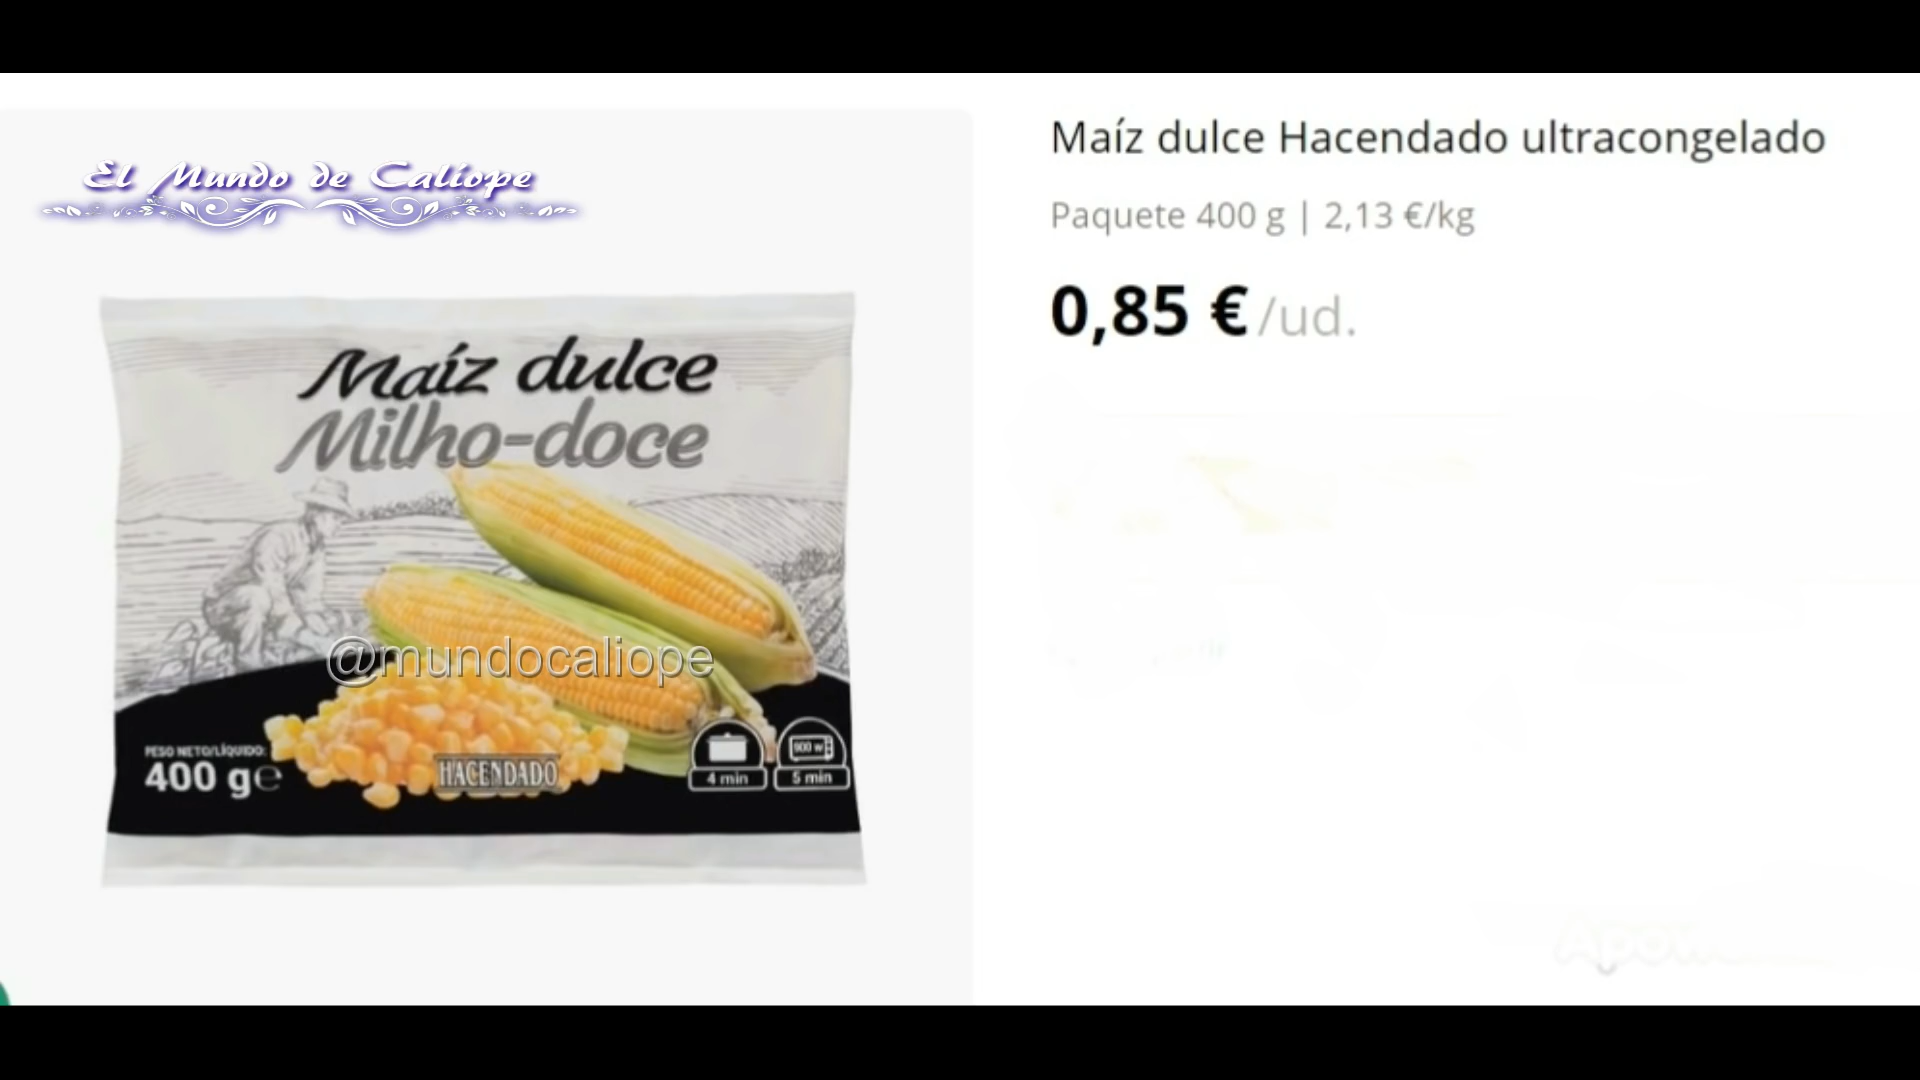 El Mundo de Calíope
Maíz dulce Hacendado ultracongelado
Paquete 400 g | 2,13 €/kg
0,85 €/ud.
Maíz dulce
Milho-doce
@mundocaliope
PESO NETO/LÍQUIDO:
400 g℮
HACENDADO
900 w
4 min
5 min